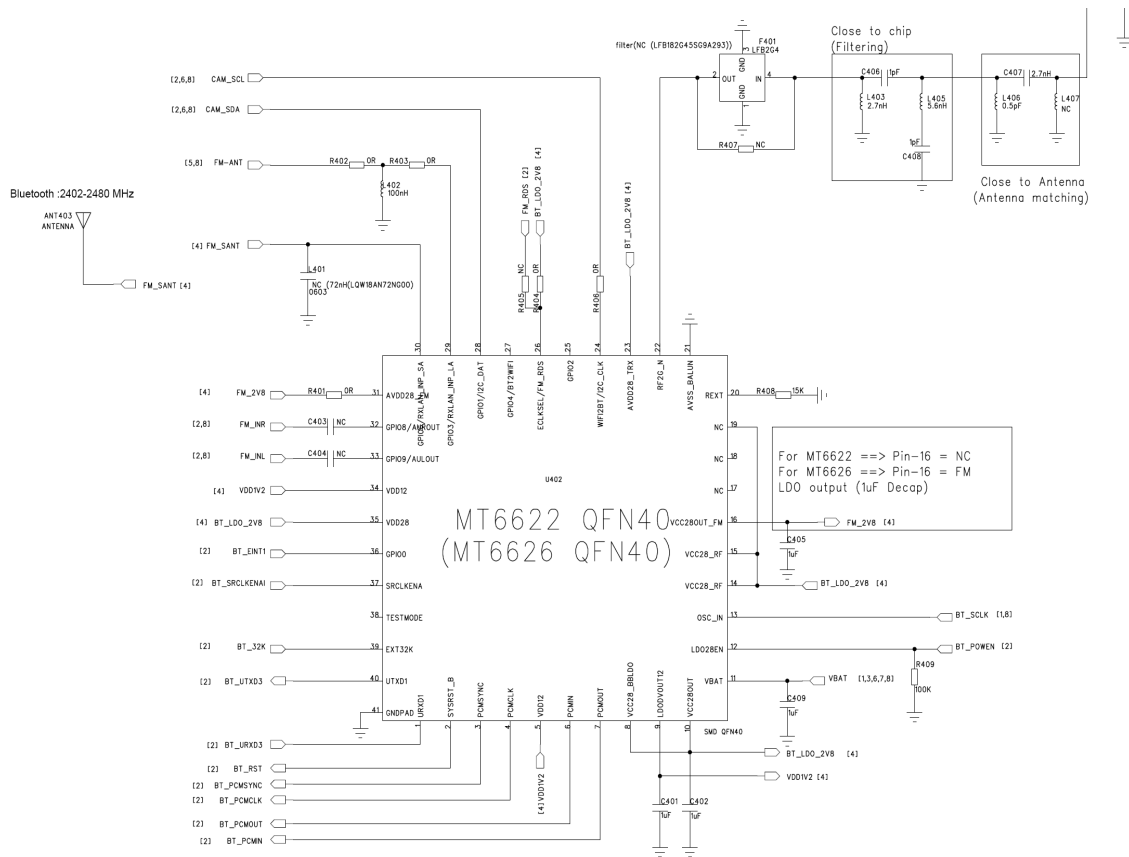 filter(NC (LFB182G45SG9A293))
F401
LFB2G4
GND 3
2 OUT IN 4
GND
1
R407 NC
Close to chip
(Filtering)
C406 1pF
L403
2.7nH
L405
5.6nH
1pF
C408
C407 2.7nH
L406
0.5pF
L407
NC
Close to Antenna
(Antenna matching)
[2,6,8] CAM_SCL
[2,6,8] CAM_SDA
[5,8] FM-ANT
R402 0R R403 0R
L402
100nH
Bluetooth :2402-2480 MHz
ANT403
ANTENNA
FM_SANT [4]
[4] FM_SANT
L401
NC (72nH(LQW18AN72NG00)
0603
FM_RDS [2]
BT_LDO_2V8 [4]
R405 NC
R404 0R
R406 0R
BT_LDO_2V8 [4]
30 GPIO5/RXLAN_INP_SA
29 GPIO3/RXLAN_INP_LA
28 GPIO1/I2C_DAT
27 GPIO4/BT2WIFI
26 ECLKSEL/FM_RDS
25 GPIO2
24 WIFI2BT/I2C_CLK
23 AVDD28_TRX
22 RF2G_N
21 AVSS_BALUN
[4] FM_2V8 R401 0R 31 AVDD28_FM
[2,8] FM_INR C403 NC 32 GPIO8/AUROUT
[2,8] FM_INL C404 NC 33 GPIO9/AULOUT
[4] VDD1V2 34 VDD12
[4] BT_LDO_2V8 35 VDD28
[2] BT_EINT1 36 GPIO0
[2] BT_SRCLKENAI 37 SRCLKENA
38 TESTMODE
[2] BT_32K 39 EXT32K
[2] BT_UTXD3 40 UTXD1
41 GNDPAD
U402
MT6622 QFN40
(MT6626 QFN40)
REXT 20 R408 15K
NC 19
NC 18
NC 17
VCC28OUT_FM 16 FM_2V8 [4]
C405
1uF
VCC28_RF 15
VCC28_RF 14 BT_LDO_2V8 [4]
OSC_IN 13 BT_SCLK [1,8]
LDO28EN 12 BT_POWEN [2]
R409
100K
VBAT 11 VBAT [1,3,6,7,8]
C409
1uF
For MT6622 ==> Pin-16 = NC
For MT6626 ==> Pin-16 = FM
LDO output (1uF Decap)
URXD1 1
SYSRST_B 2
PCMSYNC 3
PCMCLK 4
VDD12 5
PCMIN 6
PCMOUT 7
VCC28_BBLDO 8
LDODVOUT12 9
VCC28OUT 10
SMD QFN40
[2] BT_URXD3
[2] BT_RST
[2] BT_PCMSYNC
[2] BT_PCMCLK
[2] BT_PCMOUT
[2] BT_PCMIN
[4] VDD1V2
BT_LDO_2V8 [4]
VDD1V2 [4]
C401
1uF
C402
1uF